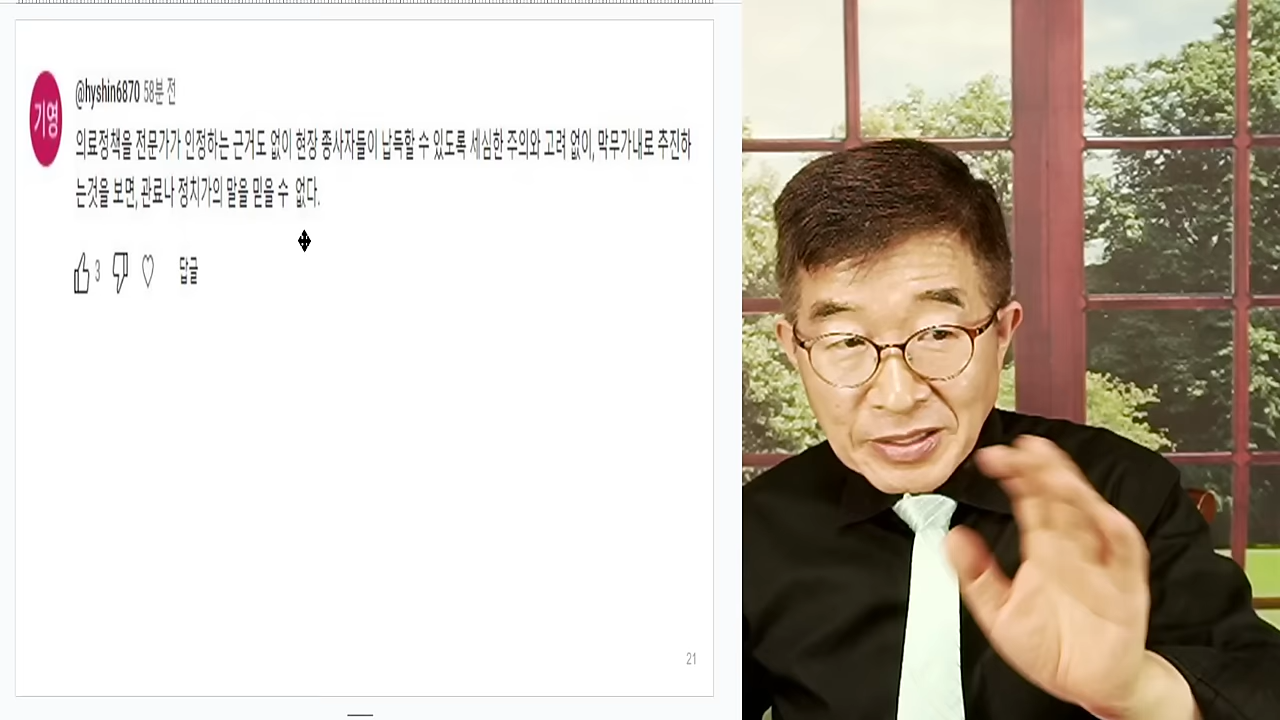 기영
@hyshin6870 58분 전
의료정책을 전문가가 인정하는 근거도 없이 현장 종사자들이 납득할 수 있도록 세심한 주의와 고려 없이, 막무가내로 추진하
는것을 보면, 관료나 정치가의 말을 믿을 수 없다.
3 답글
21